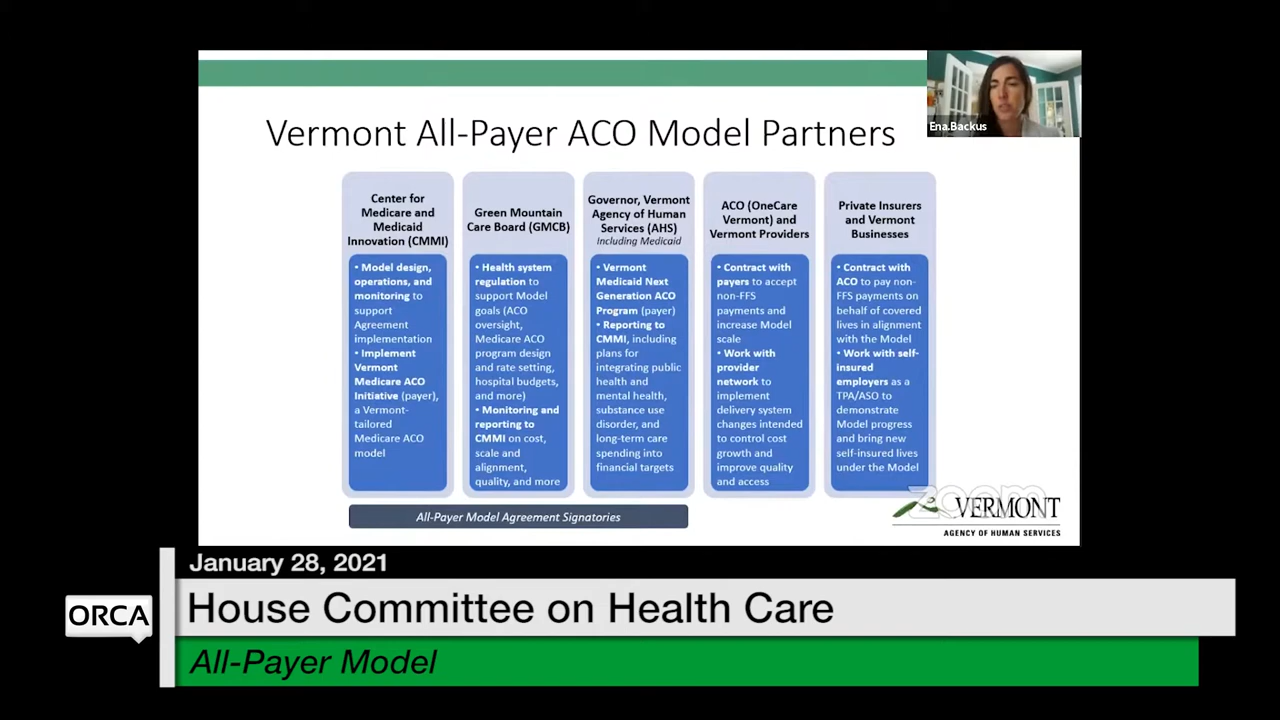 Vermont All-Payer ACO Model Partners
Ena.Backus
Center for
Medicare and
Medicaid
Innovation (CMMI)
• Model design,
operations, and
monitoring to
support
Agreement
implementation
• Implement
Vermont
Medicare ACO
Initiative (payer),
a Vermont-
tailored
Medicare ACO
model
Green Mountain
Care Board (GMCB)
• Health system
regulation to
support Model
goals (ACO
oversight,
Medicare ACO
program design
and rate setting,
hospital budgets,
and more)
• Monitoring and
reporting to
CMMI on cost,
scale and
alignment,
quality, and more
Governor, Vermont
Agency of Human
Services (AHS)
Including Medicaid
• Vermont
Medicaid Next
Generation ACO
Program (payer)
• Reporting to
CMMI, including
plans for
integrating public
health and
mental health,
substance use
disorder, and
long-term care
spending into
financial targets
ACO (OneCare
Vermont) and
Vermont Providers
• Contract with
payers to accept
non-FFS
payments and
increase Model
scale
• Work with
provider
network to
implement
delivery system
changes intended
to control cost
growth and
improve quality
and access
Private Insurers
and Vermont
Businesses
• Contract with
ACO to pay non-
FFS payments on
behalf of covered
lives in alignment
with the Model
• Work with self-
insured
employers as a
TPA/ASO to
demonstrate
Model progress
and bring new
self-insured lives
under the Model
All-Payer Model Agreement Signatories
zoom
VERMONT
AGENCY OF HUMAN SERVICES
January 28, 2021
ORCA
House Committee on Health Care
All-Payer Model